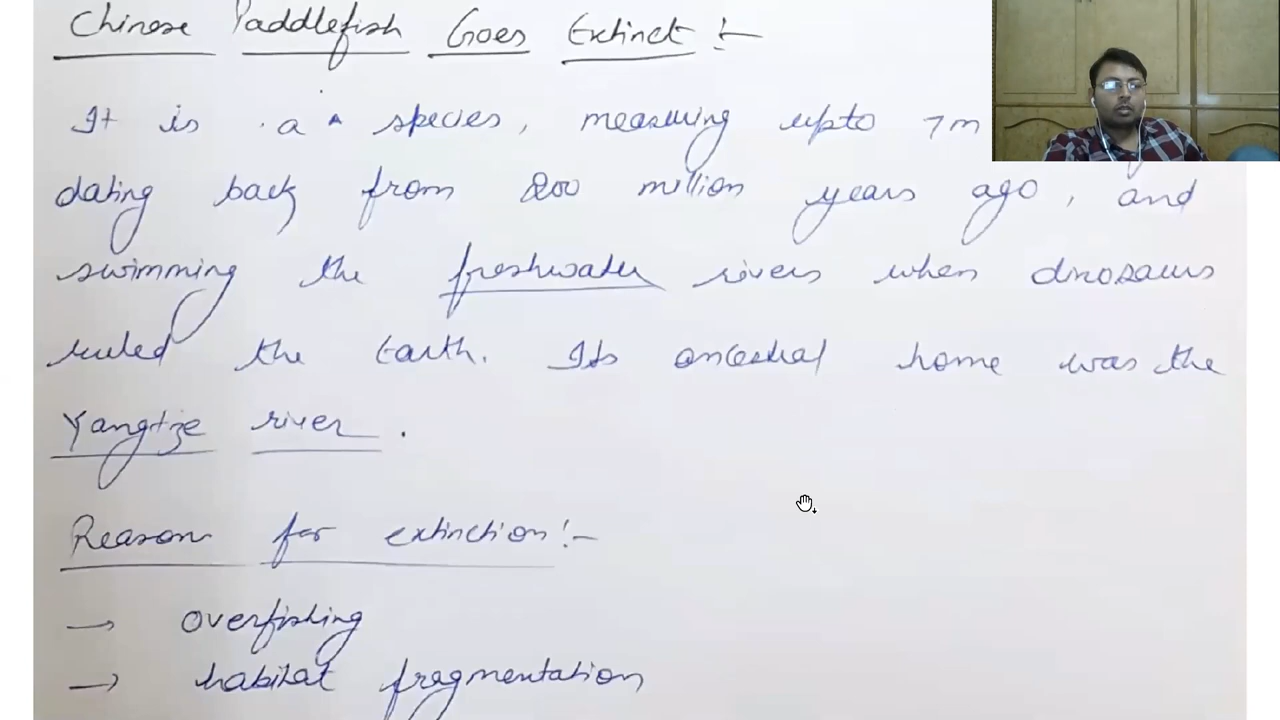 Chinese Paddlefish Goes Extinct :-
It is a species, measuring upto 7m
dating back from 200 million years ago, and
swimming the freshwater rivers when dinosaurs
ruled the Earth. Its ancestral home was the
Yangtze river.
Reason for extinction :-
→ overfishing
→ habitat fragmentation